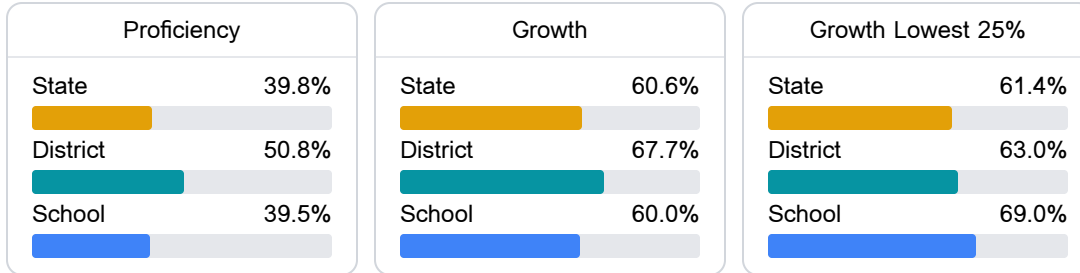 Proficiency
State 39.8%
District 50.8%
School 39.5%
Growth
State 60.6%
District 67.7%
School 60.0%
Growth Lowest 25%
State 61.4%
District 63.0%
School 69.0%